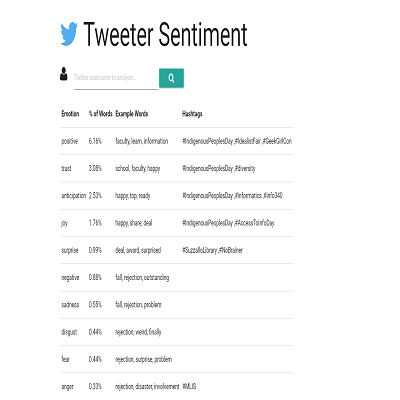 Tweeter Sentiment
Twitter username to analyze...
Emotion % of Words Example Words Hashtags
positive 6.16% faculty, learn, information #IndigenousPeoplesDay ,#IdealistFair ,#GeekGirlCon
trust 3.08% school, faculty, happy #IndigenousPeoplesDay ,#diversity
anticipation 2.53% happy, top, ready #IndigenousPeoplesDay ,#informatics ,#info340
joy 1.76% happy, share, deal #IndigenousPeoplesDay ,#AccessToInfoDay
surprise 0.99% deal, award, surprised #SuzzalloLibrary ,#NoBrainer
negative 0.88% fall, rejection, outstanding
sadness 0.55% fall, rejection, problem
disgust 0.44% rejection, weird, finally
fear 0.44% rejection, surprise, problem
anger 0.33% rejection, disaster, involvement #MLIS